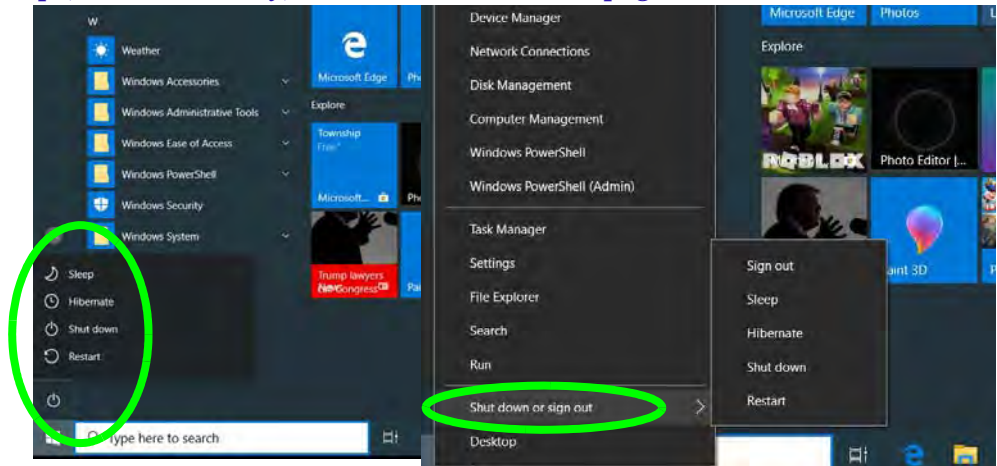 W
Weather
Windows Accessories
Windows Administrative Tools
Windows Ease of Access
Windows PowerShell
Windows Security
Windows System
Sleep
Hibernate
Shut down
Restart
Type here to search
Microsoft Edge
Explore
Township
Free*
Microsoft...
Trump lawyers
Congress
Device Manager
Network Connections
Disk Management
Computer Management
Windows PowerShell
Windows PowerShell (Admin)
Task Manager
Settings
File Explorer
Search
Run
Shut down or sign out
Desktop
Sign out
Sleep
Hibernate
Shut down
Restart
Microsoft Edge
Photos
Explore
ROBLOX
Photo Editor |...
aint 3D